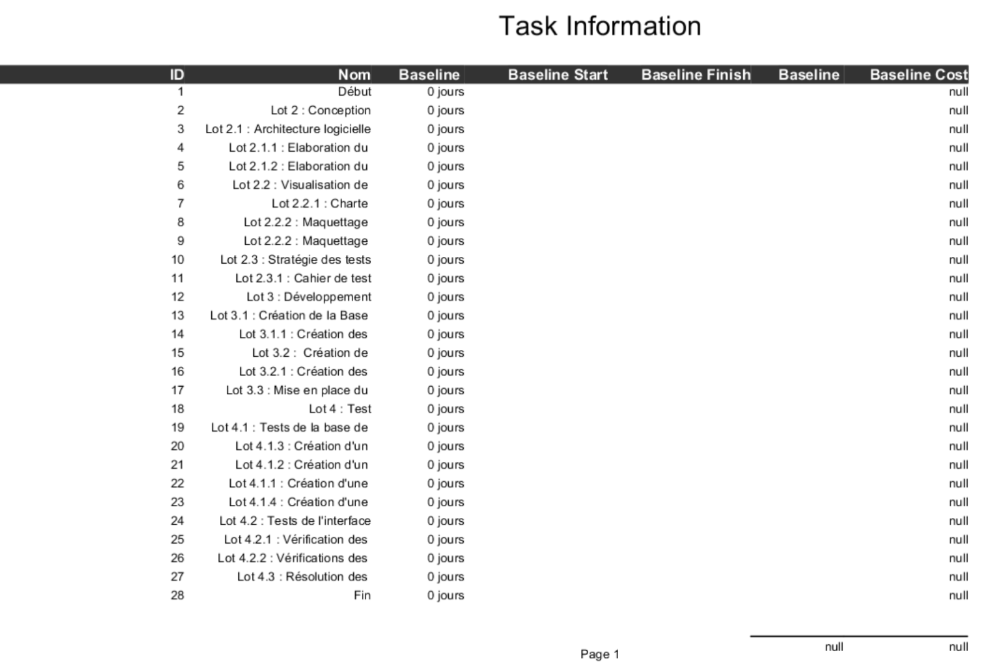 Task Information
ID Nom Baseline Baseline Start Baseline Finish Baseline Baseline Cost
1 Début 0 jours null
2 Lot 2 : Conception 0 jours null
3 Lot 2.1 : Architecture logicielle 0 jours null
4 Lot 2.1.1 : Elaboration du 0 jours null
5 Lot 2.1.2 : Elaboration du 0 jours null
6 Lot 2.2 : Visualisation de 0 jours null
7 Lot 2.2.1 : Charte 0 jours null
8 Lot 2.2.2 : Maquettage 0 jours null
9 Lot 2.2.2 : Maquettage 0 jours null
10 Lot 2.3 : Stratégie des tests 0 jours null
11 Lot 2.3.1 : Cahier de test 0 jours null
12 Lot 3 : Développement 0 jours null
13 Lot 3.1 : Création de la Base 0 jours null
14 Lot 3.1.1 : Création des 0 jours null
15 Lot 3.2 :  Création de 0 jours null
16 Lot 3.2.1 : Création des 0 jours null
17 Lot 3.3 : Mise en place du 0 jours null
18 Lot 4 : Test 0 jours null
19 Lot 4.1 : Tests de la base de 0 jours null
20 Lot 4.1.3 : Création d'un 0 jours null
21 Lot 4.1.2 : Création d'un 0 jours null
22 Lot 4.1.1 : Création d'une 0 jours null
23 Lot 4.1.4 : Création d'une 0 jours null
24 Lot 4.2 : Tests de l'interface 0 jours null
25 Lot 4.2.1 : Vérification des 0 jours null
26 Lot 4.2.2 : Vérifications des 0 jours null
27 Lot 4.3 : Résolution des 0 jours null
28 Fin 0 jours null
null null
Page 1